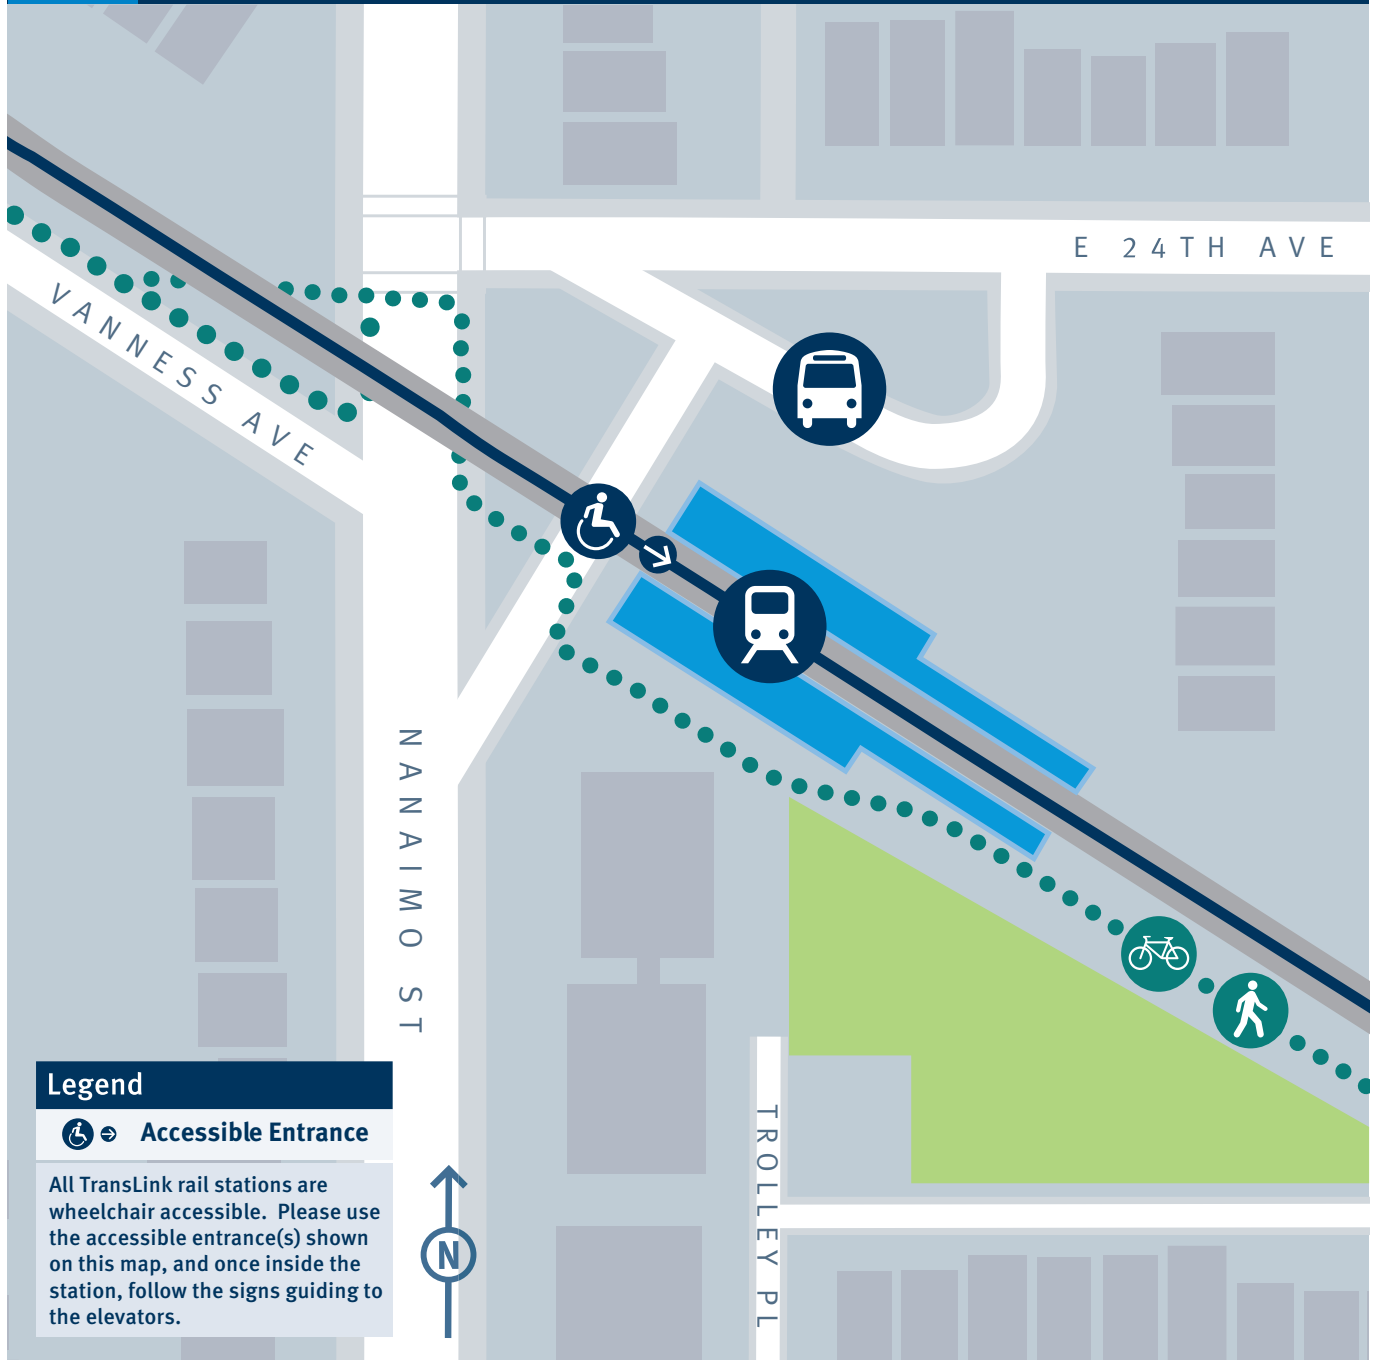 E 24TH AVE
VANNESS AVE
NANAIMO ST
TROLLEY PL
Legend
Accessible Entrance
All TransLink rail stations are
wheelchair accessible.  Please use
the accessible entrance(s) shown
on this map, and once inside the
station, follow the signs guiding to
the elevators.
N